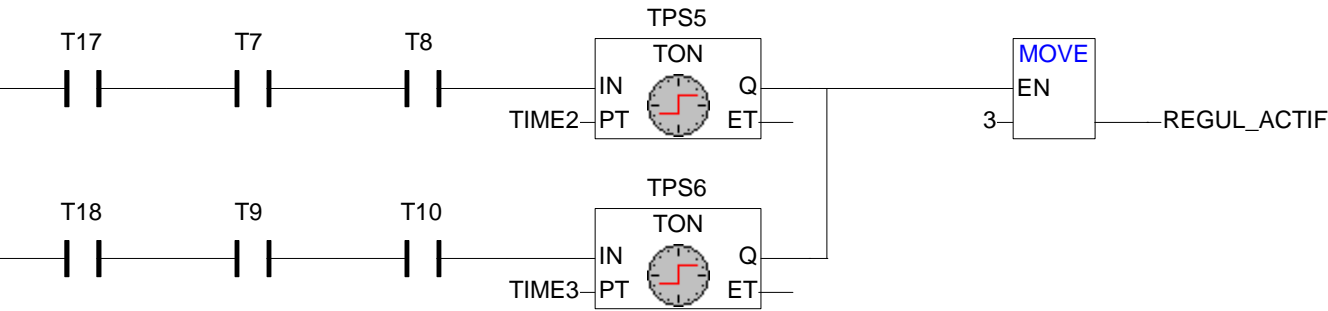 TPS5
T17 T7 T8 TON MOVE
IN Q EN
TIME2 PT ET 3 REGUL_ACTIF
TPS6
T18 T9 T10 TON
IN Q
TIME3 PT ET